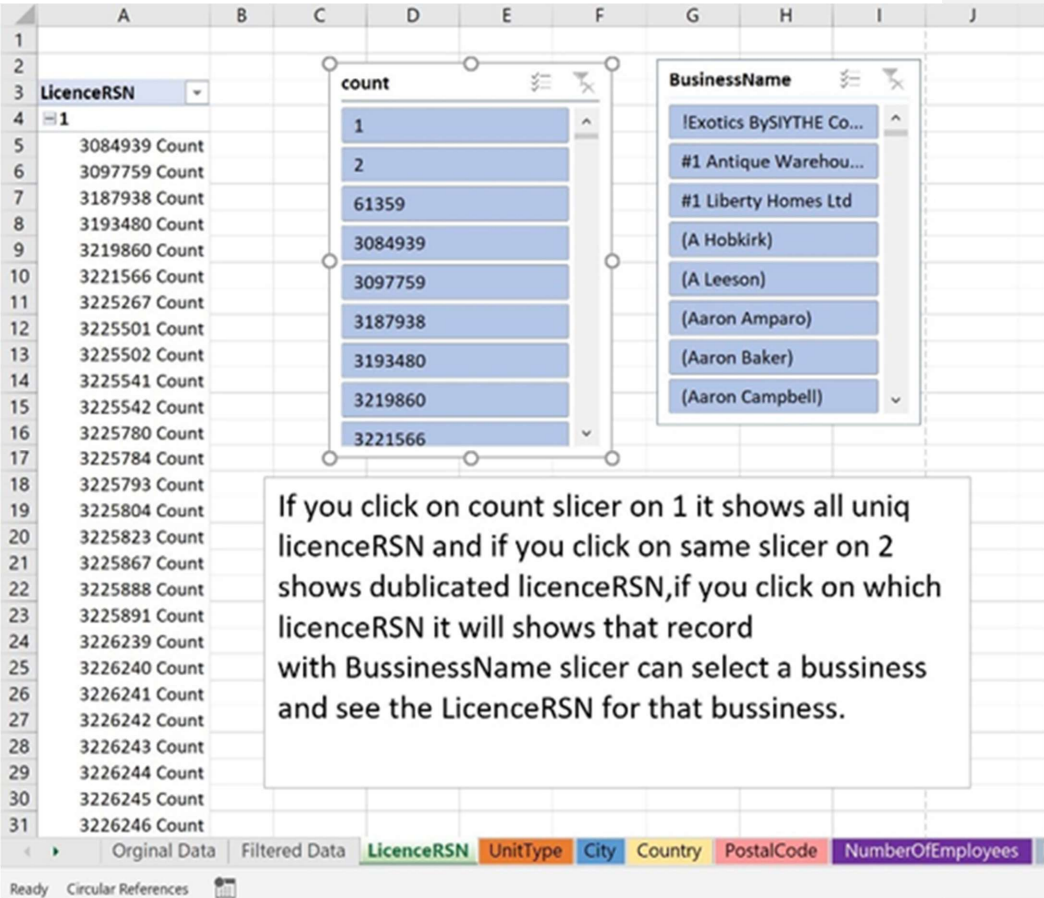 A B C D E F G H I J
1
2
3 LicenceRSN
4 1
5 3084939 Count
6 3097759 Count
7 3187938 Count
8 3193480 Count
9 3219860 Count
10 3221566 Count
11 3225267 Count
12 3225501 Count
13 3225502 Count
14 3225541 Count
15 3225542 Count
16 3225780 Count
17 3225784 Count
18 3225793 Count
19 3225804 Count
20 3225823 Count
21 3225867 Count
22 3225888 Count
23 3225891 Count
24 3226239 Count
25 3226240 Count
26 3226241 Count
27 3226242 Count
28 3226243 Count
29 3226244 Count
30 3226245 Count
31 3226246 Count
count
1
2
61359
3084939
3097759
3187938
3193480
3219860
3221566
BusinessName
!Exotics BySIYTHE Co...
#1 Antique Warehou...
#1 Liberty Homes Ltd
(A Hobkirk)
(A Leeson)
(Aaron Amparo)
(Aaron Baker)
(Aaron Campbell)
If you click on count slicer on 1 it shows all uniq
licenceRSN and if you click on same slicer on 2
shows dublicated licenceRSN,if you click on which
licenceRSN it will shows that record
with BussinessName slicer can select a bussiness
and see the LicenceRSN for that bussiness.
Orginal Data Filtered Data LicenceRSN UnitType City Country PostalCode NumberOfEmployees
Ready Circular References